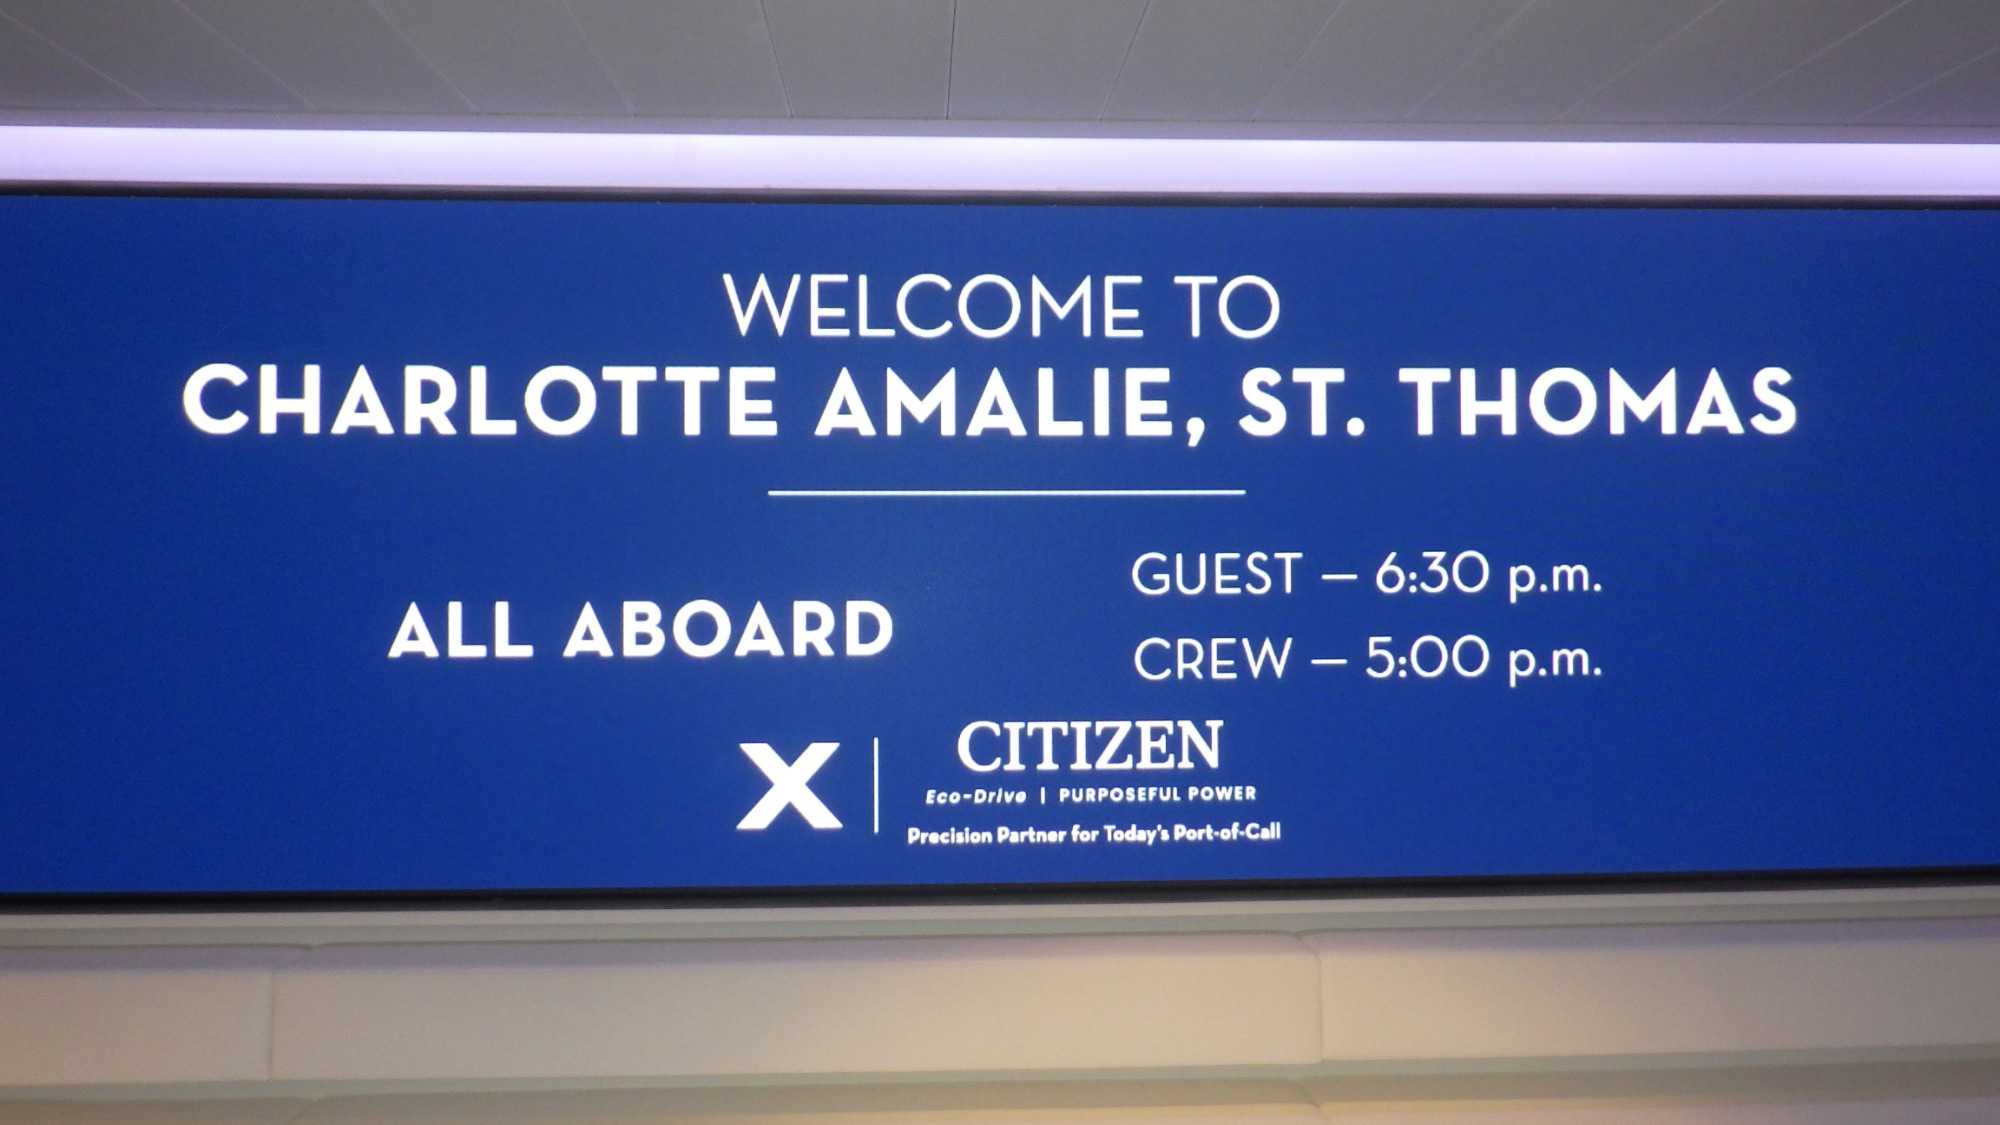 WELCOME TO
CHARLOTTE AMALIE, ST. THOMAS
ALL ABOARD
GUEST – 6:30 p.m.
CREW – 5:00 p.m.
X
CITIZEN
Eco-Drive | PURPOSEFUL POWER
Precision Partner for Today's Port-of-Call